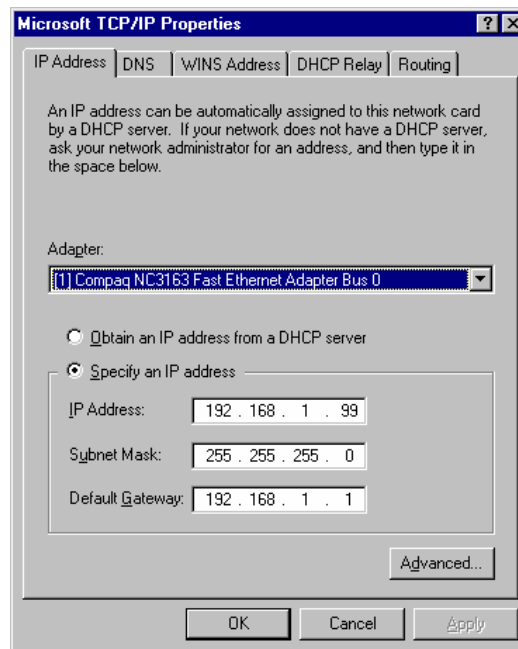 Microsoft TCP/IP Properties
IP Address DNS WINS Address DHCP Relay Routing
An IP address can be automatically assigned to this network card
by a DHCP server. If your network does not have a DHCP server,
ask your network administrator for an address, and then type it in
the space below.
Adapter:
[1] Compaq NC3163 Fast Ethernet Adapter Bus 0
Obtain an IP address from a DHCP server
Specify an IP address
IP Address: 192 . 168 . 1 . 99
Subnet Mask: 255 . 255 . 255 . 0
Default Gateway: 192 . 168 . 1 . 1
Advanced...
OK Cancel Apply